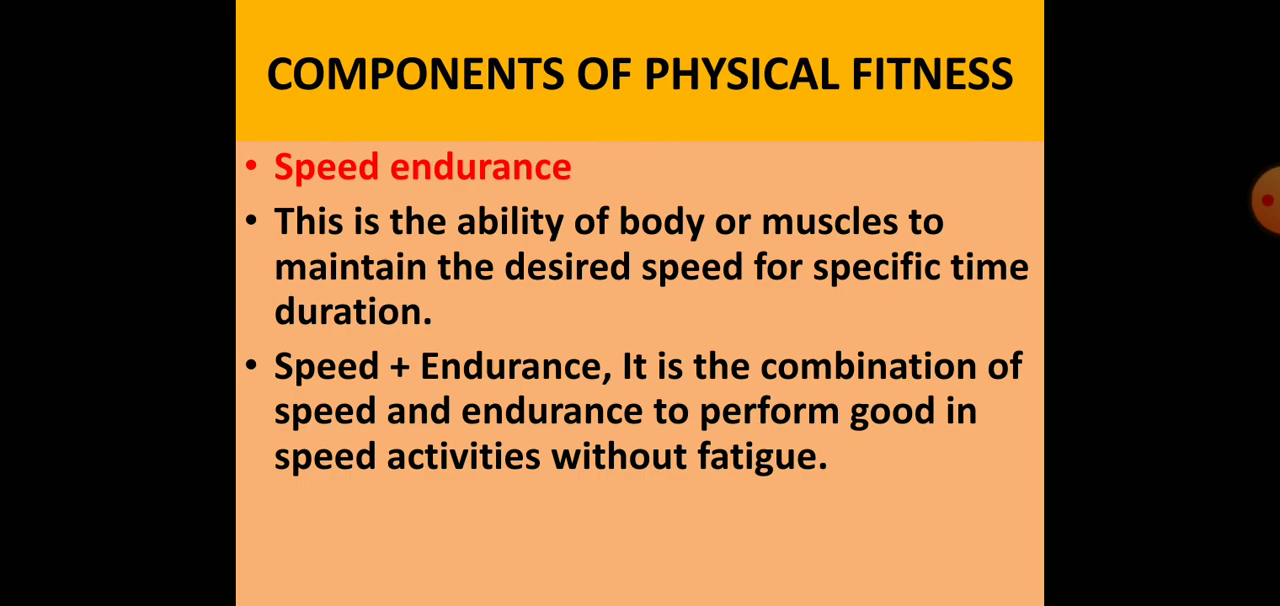 COMPONENTS OF PHYSICAL FITNESS
• Speed endurance
• This is the ability of body or muscles to
maintain the desired speed for specific time
duration.
• Speed + Endurance, It is the combination of
speed and endurance to perform good in
speed activities without fatigue.